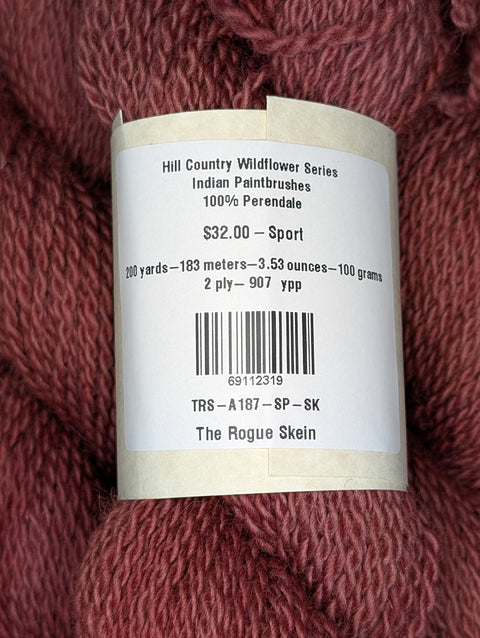 Hill Country Wildflower Series
Indian Paintbrushes
100% Perendale
$32.00 – Sport
200 yards–183 meters–3.53 ounces–100 grams
2 ply– 907 ypp
69112319
TRS–A187–SP–SK
The Rogue Skein